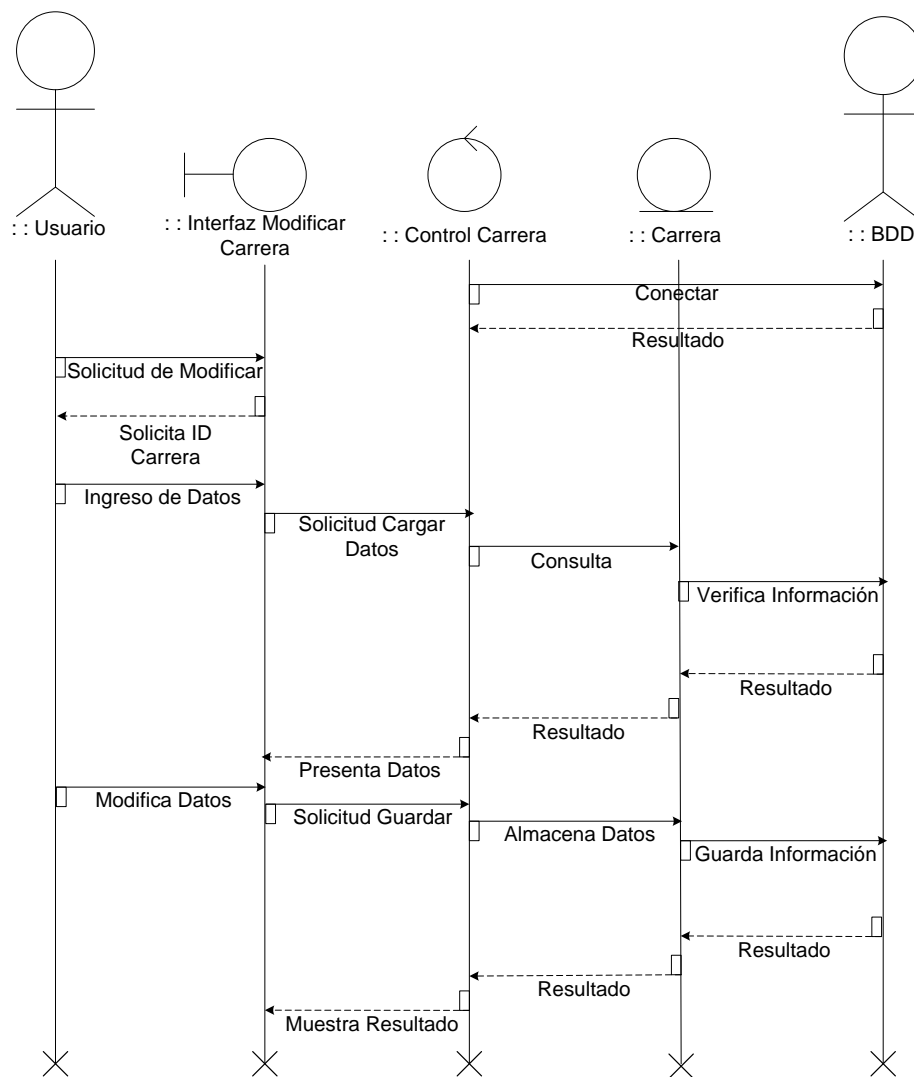 : : Usuario
: : Interfaz Modificar
Carrera
: : Control Carrera
: : Carrera
: : BDD
Conectar
Resultado
Solicitud de Modificar
Solicita ID
Carrera
Ingreso de Datos
Solicitud Cargar
Datos
Consulta
Verifica Información
Resultado
Resultado
Presenta Datos
Modifica Datos
Solicitud Guardar
Almacena Datos
Guarda Información
Resultado
Resultado
Muestra Resultado